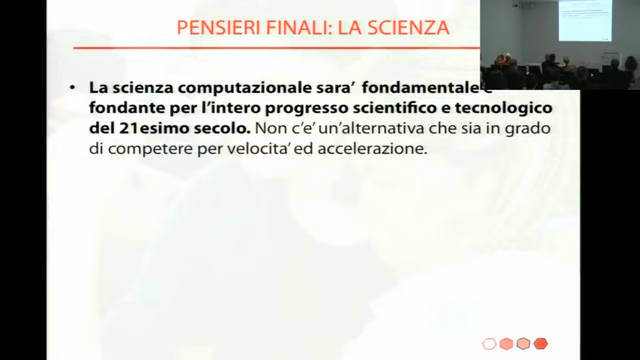 PENSIERI FINALI: LA SCIENZA
• La scienza computazionale sara' fondamentale e
fondante per l'intero progresso scientifico e tecnologico
del 21esimo secolo. Non c'e' un'alternativa che sia in grado
di competere per velocita' ed accelerazione.